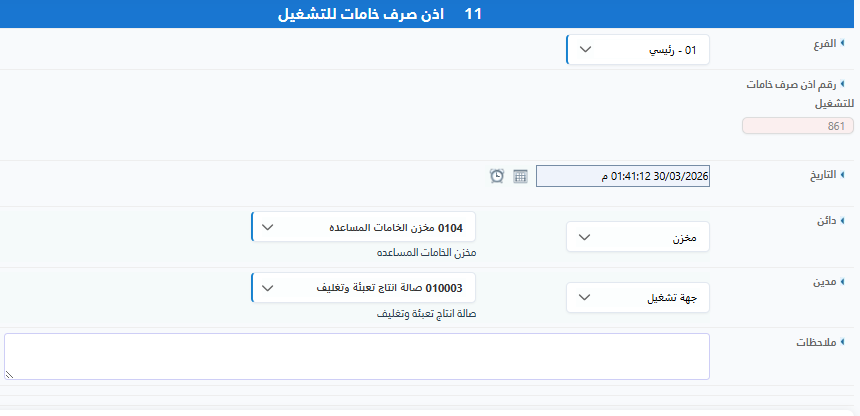 11 اذن صرف خامات للتشغيل
الفرع
01 - رئيسي
رقم اذن صرف خامات
للتشغيل
861
التاريخ
30/03/2026 01:41:12 م
دائن
مخزن
0104 مخزن الخامات المساعده
مخزن الخامات المساعده
مدين
جهة تشغيل
010003 صالة انتاج تعبئة وتغليف
صالة انتاج تعبئة وتغليف
ملاحظات